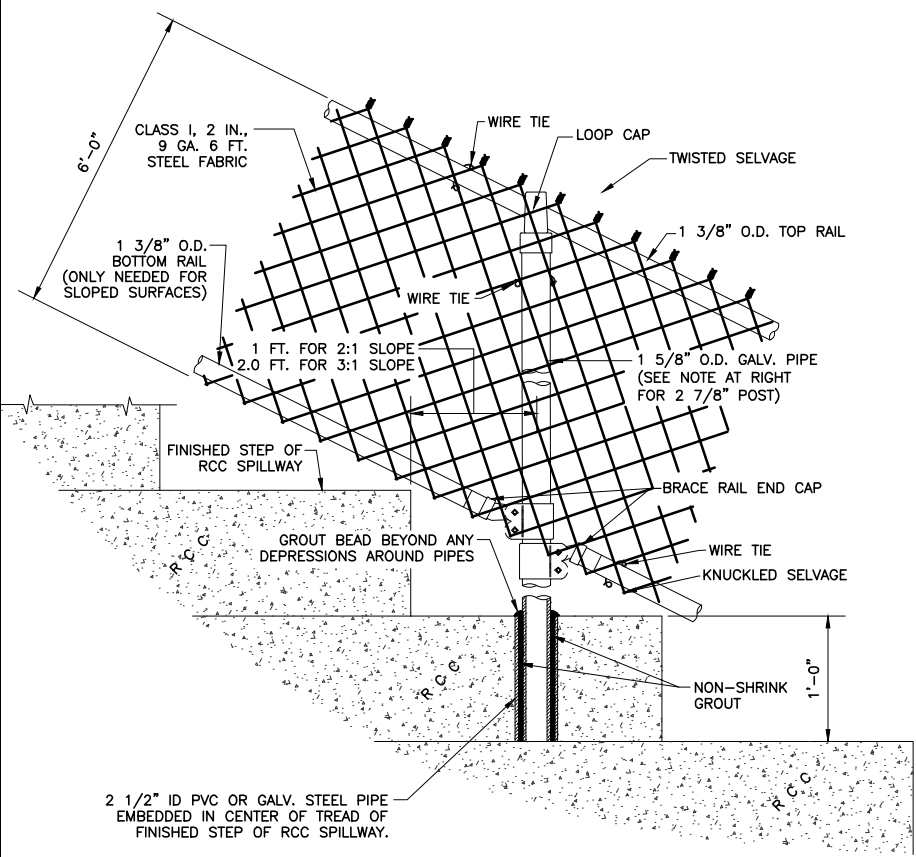 WIRE TIE
LOOP CAP
CLASS I, 2 IN.,
9 GA. 6 FT.
STEEL FABRIC
6'-0"
TWISTED SELVAGE
1 3/8" O.D. TOP RAIL
1 3/8" O.D.
BOTTOM RAIL
(ONLY NEEDED FOR
SLOPED SURFACES)
WIRE TIE
1 FT. FOR 2:1 SLOPE
2.0 FT. FOR 3:1 SLOPE
1 5/8" O.D. GALV. PIPE
(SEE NOTE AT RIGHT
FOR 2 7/8" POST)
FINISHED STEP OF
RCC SPILLWAY
BRACE RAIL END CAP
GROUT BEAD BEYOND ANY
DEPRESSIONS AROUND PIPES
WIRE TIE
KNUCKLED SELVAGE
RCC
RCC
NON-SHRINK
GROUT
1'-0"
RCC
2 1/2" ID PVC OR GALV. STEEL PIPE
EMBEDDED IN CENTER OF TREAD OF
FINISHED STEP OF RCC SPILLWAY.